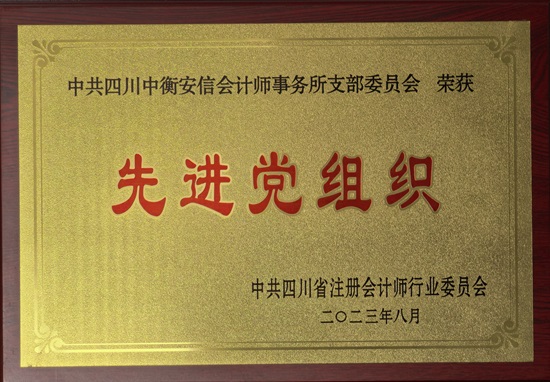 中共四川中衡安信会计师事务所支部委员会 荣获
先进党组织
中共四川省注册会计师行业委员会
二〇二三年八月